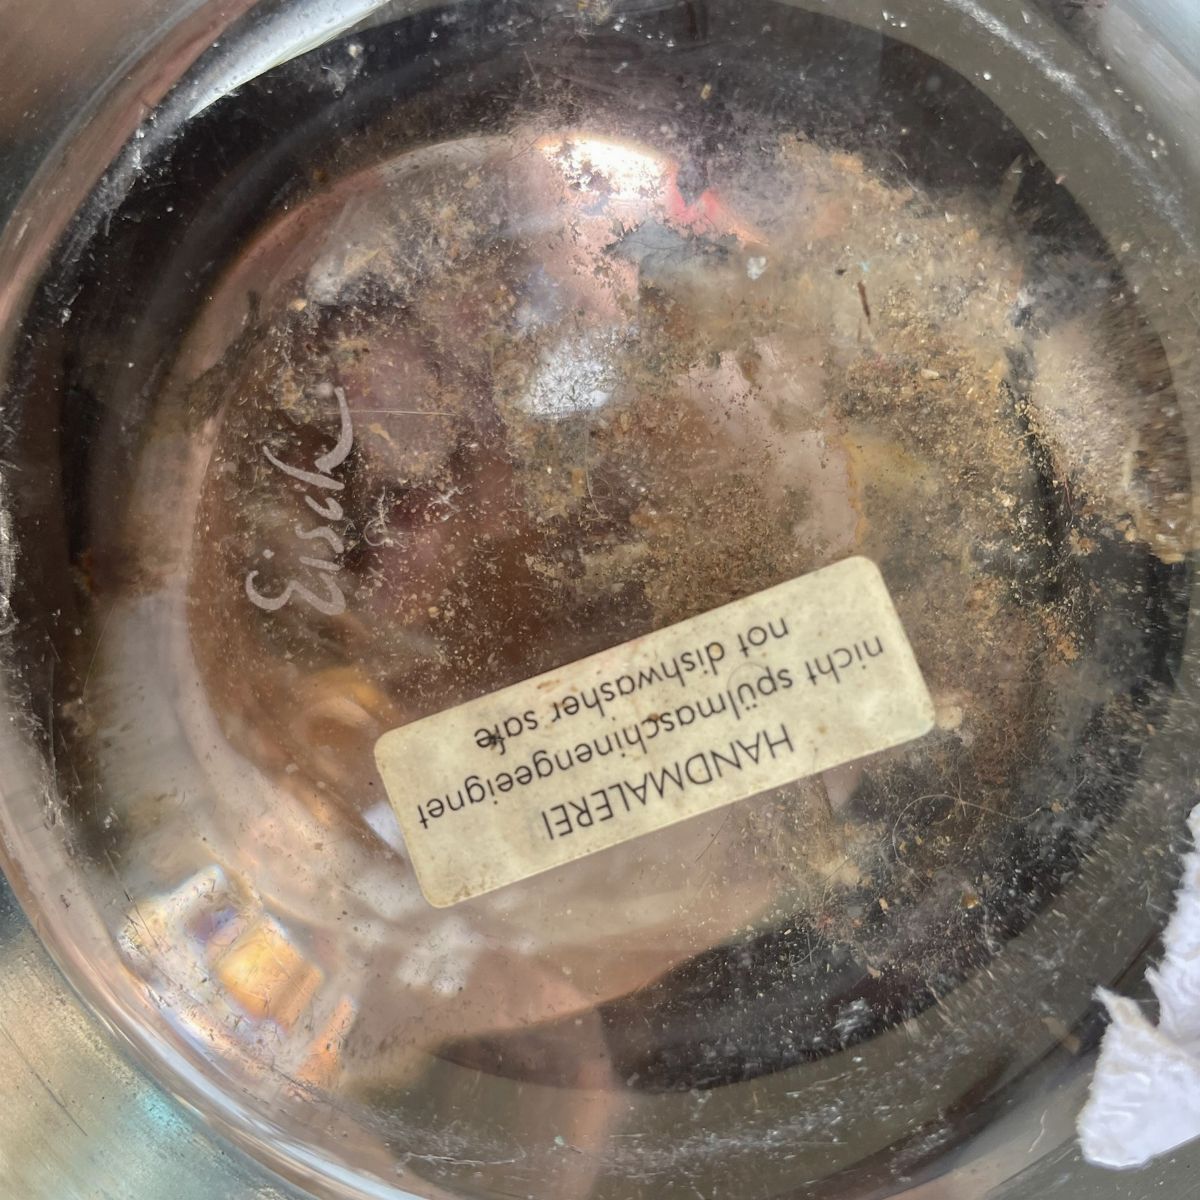 Eisch
HANDMALEREI
nicht spülmaschinengeeignet
not dishwasher safe